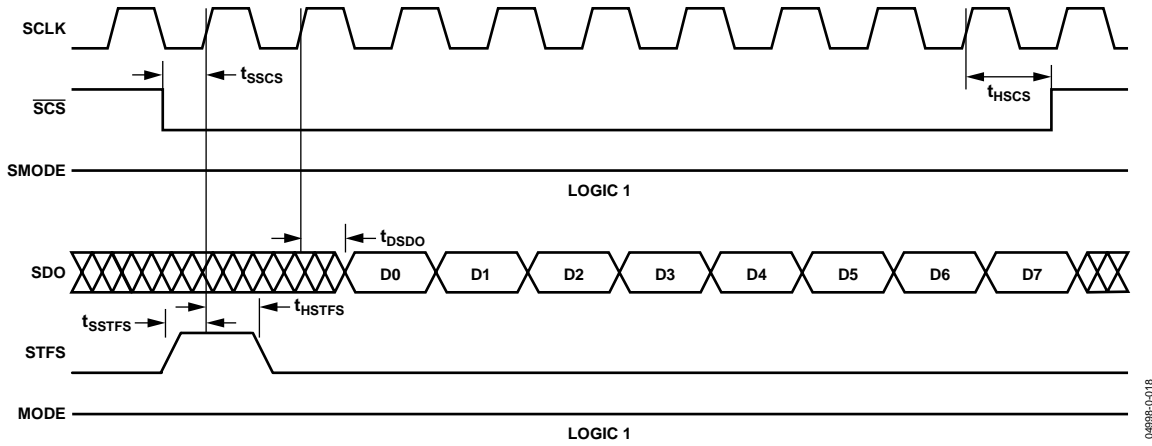 SCLK
tSSCS
tHSCS
SCS
SMODE
LOGIC 1
tDSDO
SDO
D0 D1 D2 D3 D4 D5 D6 D7
tHSTFS
tSSTFS
STFS
MODE
LOGIC 1
04998-0-018